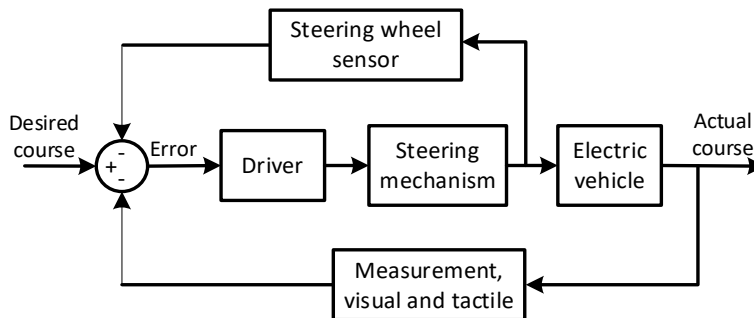 Steering wheel
sensor
Desired
course
-
+
-
Error
Driver
Steering
mechanism
Electric
vehicle
Actual
course
Measurement,
visual and tactile